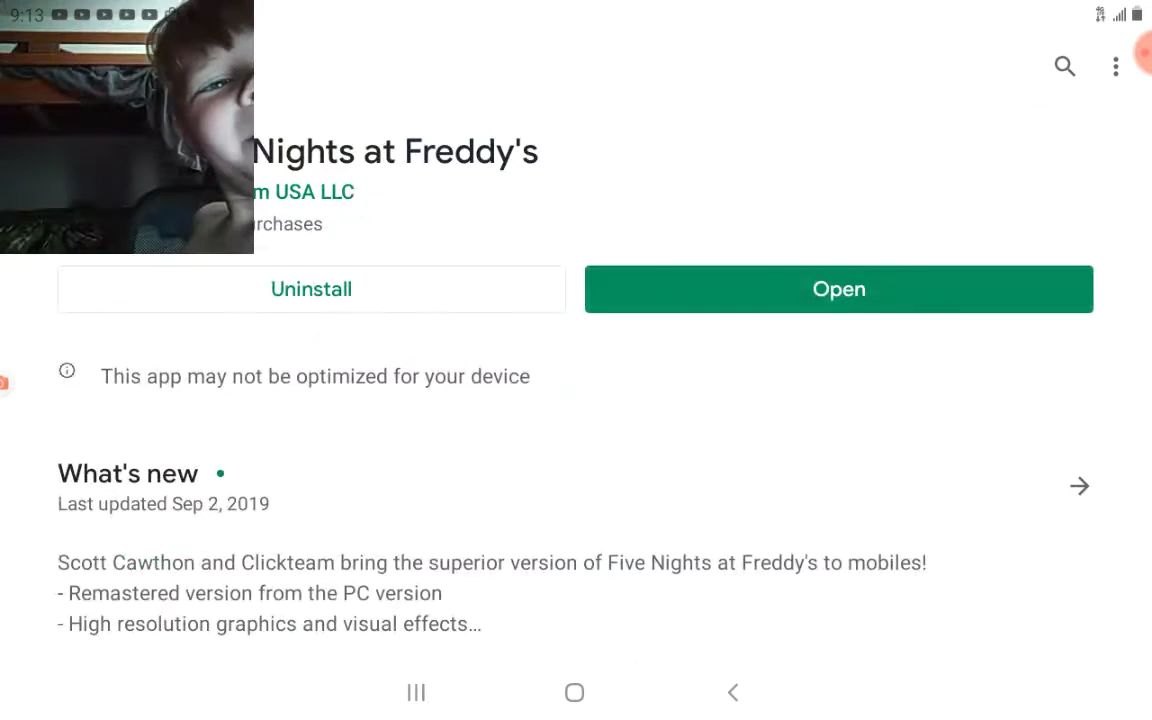 9:13
Nights at Freddy's
m USA LLC
rchases
Uninstall
Open
This app may not be optimized for your device
What's new
Last updated Sep 2, 2019
Scott Cawthon and Clickteam bring the superior version of Five Nights at Freddy's to mobiles!
- Remastered version from the PC version
- High resolution graphics and visual effects...